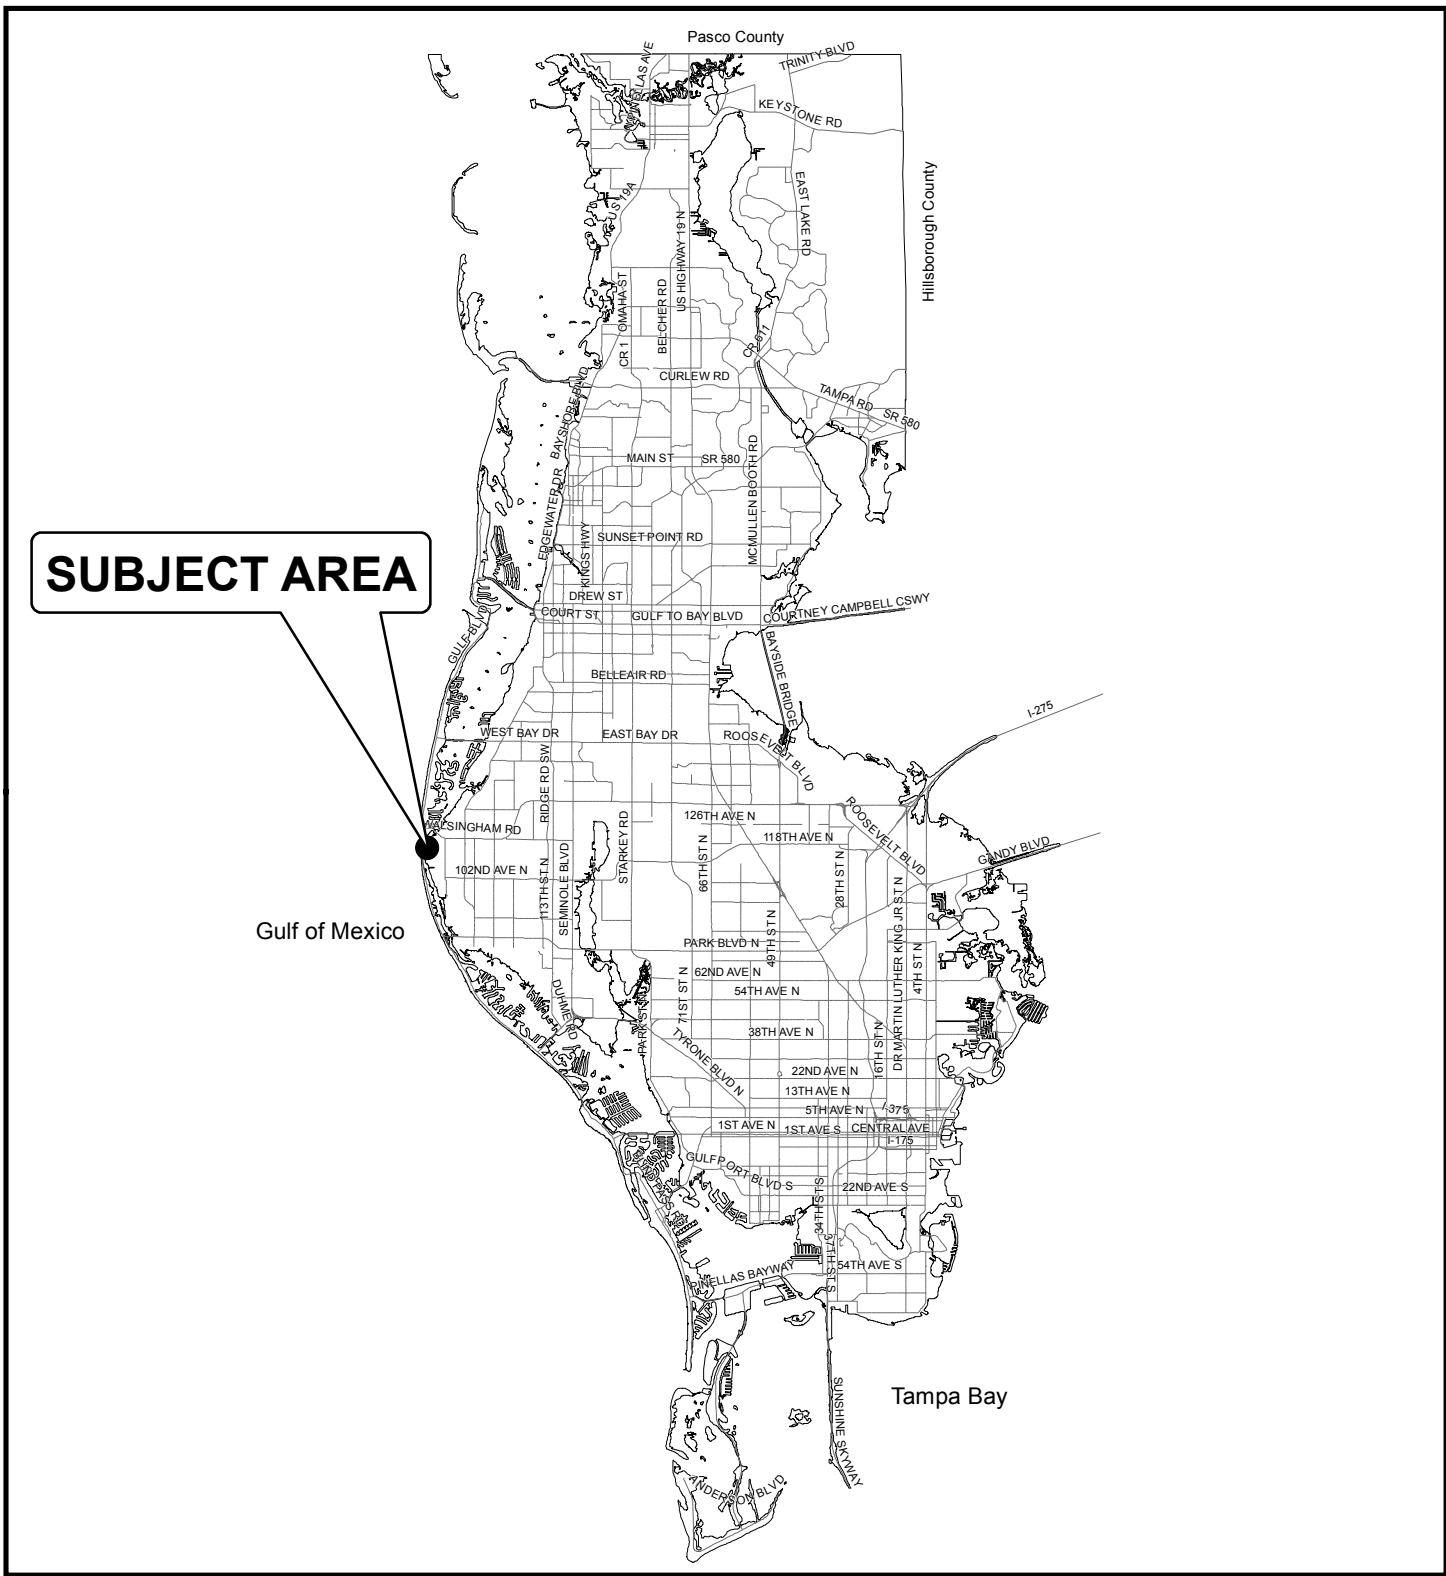 Pasco County
PINELLAS AVE
TRINITY BLVD
KEYSTONE RD
Hillsborough County
EAST LAKE RD
US 19A
US HIGHWAY 19 N
OMAHA ST
CR 1
BELCHER RD
CR 611
CURLEW RD
TAMPA RD
SR 580
BAYSHORE BLVD
MAIN ST
SR 580
MCMULLEN BOOTH RD
EDGEWATER DR
KINGS HWY
SUNSET POINT RD
SUBJECT AREA
DREW ST
COURT ST
GULF TO BAY BLVD
COURTNEY CAMPBELL CSWY
GULF BLVD
BAYSIDE BRIDGE
BELLEAIR RD
I-275
WEST BAY DR
EAST BAY DR
ROOSEVELT BLVD
RIDGE RD SW
WALSINGHAM RD
STARKEY RD
126TH AVE N
118TH AVE N
ROOSEVELT BLVD
GANDY BLVD
102ND AVE N
113TH ST N
SEMINOLE BLVD
66TH ST N
28TH ST N
Gulf of Mexico
PARK BLVD N
49TH ST N
DR MARTIN LUTHER KING JR ST N
4TH ST N
62ND AVE N
54TH AVE N
71ST ST N
DUHME RD
PARK ST N
38TH AVE N
TYRONE BLVD N
16TH ST N
22ND AVE N
13TH AVE N
5TH AVE N
I-375
1ST AVE N
1ST AVE S
CENTRAL AVE
I-175
GULFPORT BLVD S
22ND AVE S
34TH ST S
37TH ST S
54TH AVE S
PINELLAS BAYWAY
SUNSHINE SKYWAY
Tampa Bay
ANDERSON BLVD